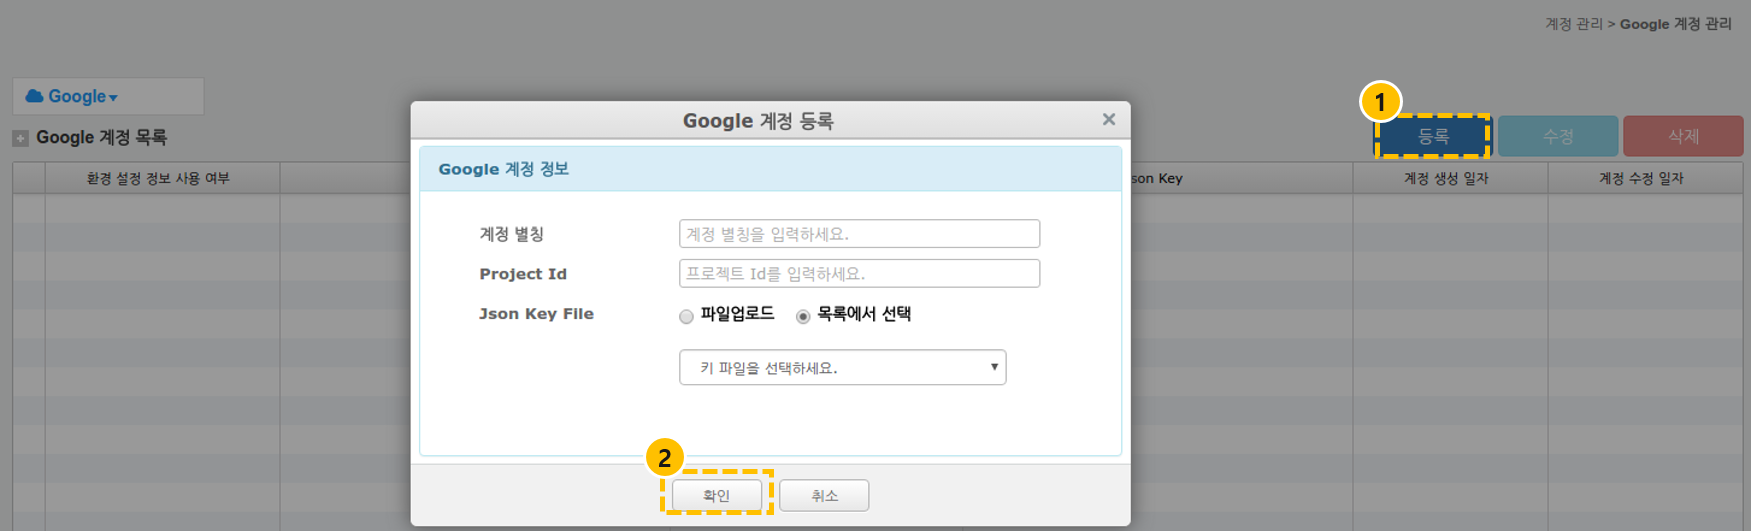 계정 관리 > Google 계정 관리
Google
Google 계정 목록
1
등록 수정 삭제
환경 설정 정보 사용 여부 son Key 계정 생성 일자 계정 수정 일자
Google 계정 등록 ×
Google 계정 정보
계정 별칭 계정 별칭을 입력하세요.
Project Id 프로젝트 Id를 입력하세요.
Json Key File 파일업로드 목록에서 선택
키 파일을 선택하세요.
2
확인 취소